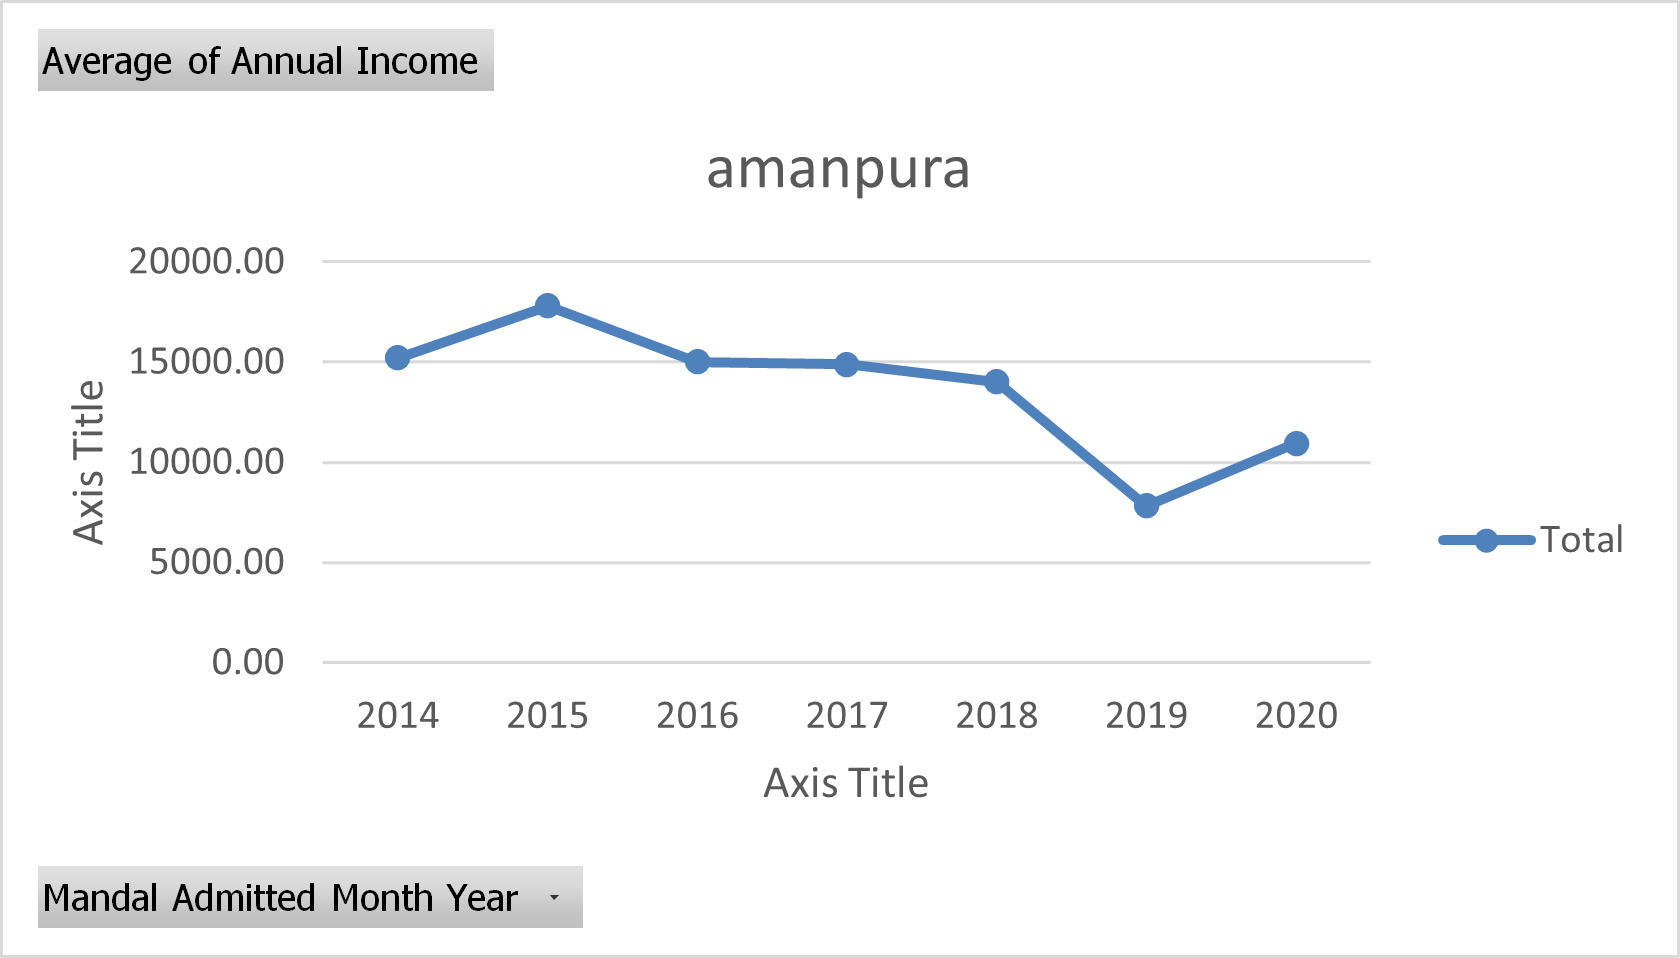 Average of Annual Income
amanpura
20000.00
15000.00
10000.00
5000.00
0.00
Axis Title
2014 2015 2016 2017 2018 2019 2020
Axis Title
Total
Mandal Admitted Month Year